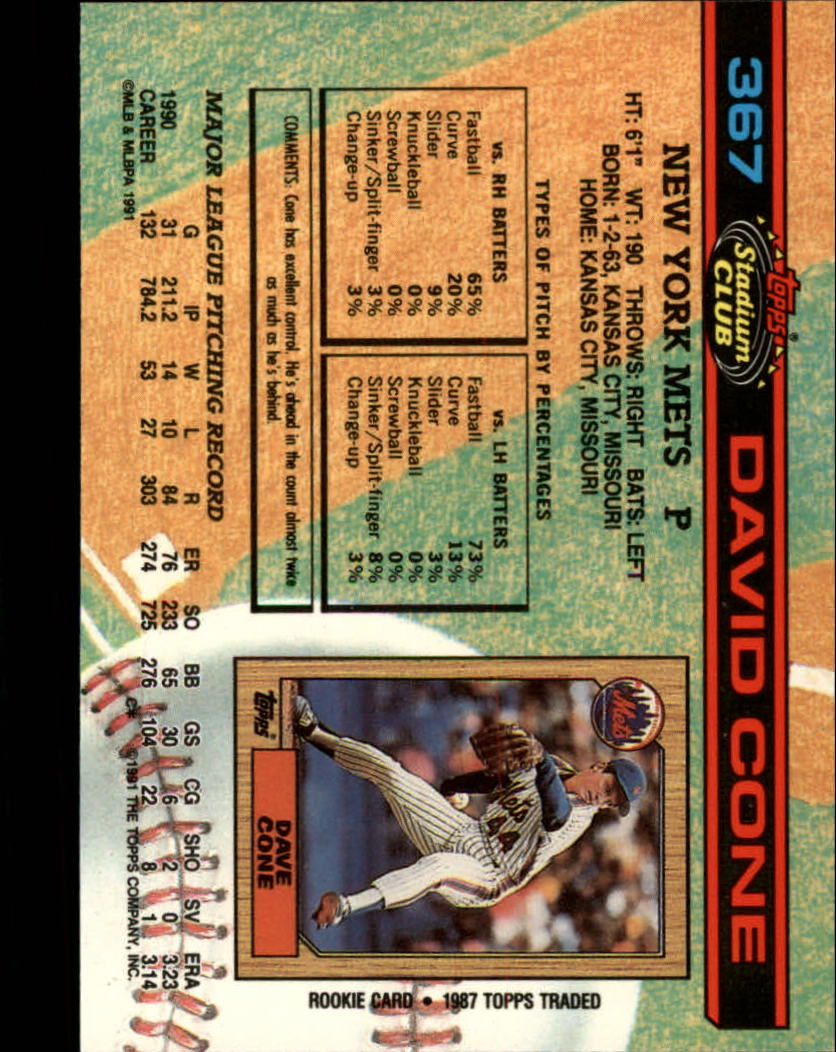 367
Topps®
Stadium
CLUB
DAVID CONE
NEW YORK METS P
HT: 6'1" WT: 190 THROWS: RIGHT BATS: LEFT
BORN: 1-2-63, KANSAS CITY, MISSOURI
HOME: KANSAS CITY, MISSOURI
TYPES OF PITCH BY PERCENTAGES
vs. RH BATTERS
Fastball 65%
Curve 20%
Slider 9%
Knuckleball 0%
Screwball 0%
Sinker/Split-finger 3%
Change-up 3%
vs. LH BATTERS
Fastball 73%
Curve 13%
Slider 3%
Knuckleball 0%
Screwball 0%
Sinker/Split-finger 8%
Change-up 3%
COMMENTS: Cone has excellent control. He's ahead in the count almost twice
as much as he's behind.
Mets
Mets
44
Topps®
DAVE
CONE
ROOKIE CARD • 1987 TOPPS TRADED
MAJOR LEAGUE PITCHING RECORD
G IP W L R ER SO BB GS CG SHO SV ERA
1990 31 211.2 14 10 84 76 233 65 30 6 2 0 3.23
CAREER 132 784.2 53 27 303 274 725 276 104 22 8 1 3.14
©MLB & MLBPA 1991
C* ©1991 THE TOPPS COMPANY, INC.